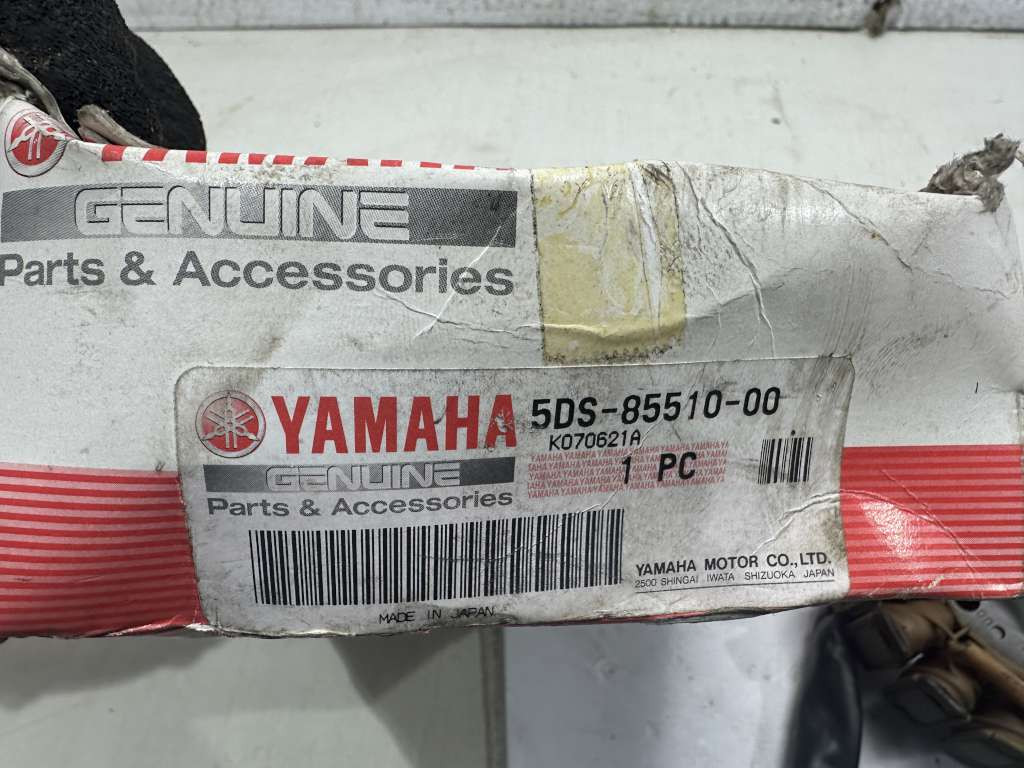 GENUINE
Parts & Accessories
YAMAHA 5DS-85510-00
K070621A
GENUINE
1 PC
Parts & Accessories
YAMAHA MOTOR CO., LTD.
2500 SHINGAI IWATA SHIZUOKA JAPAN
MADE IN JAPAN